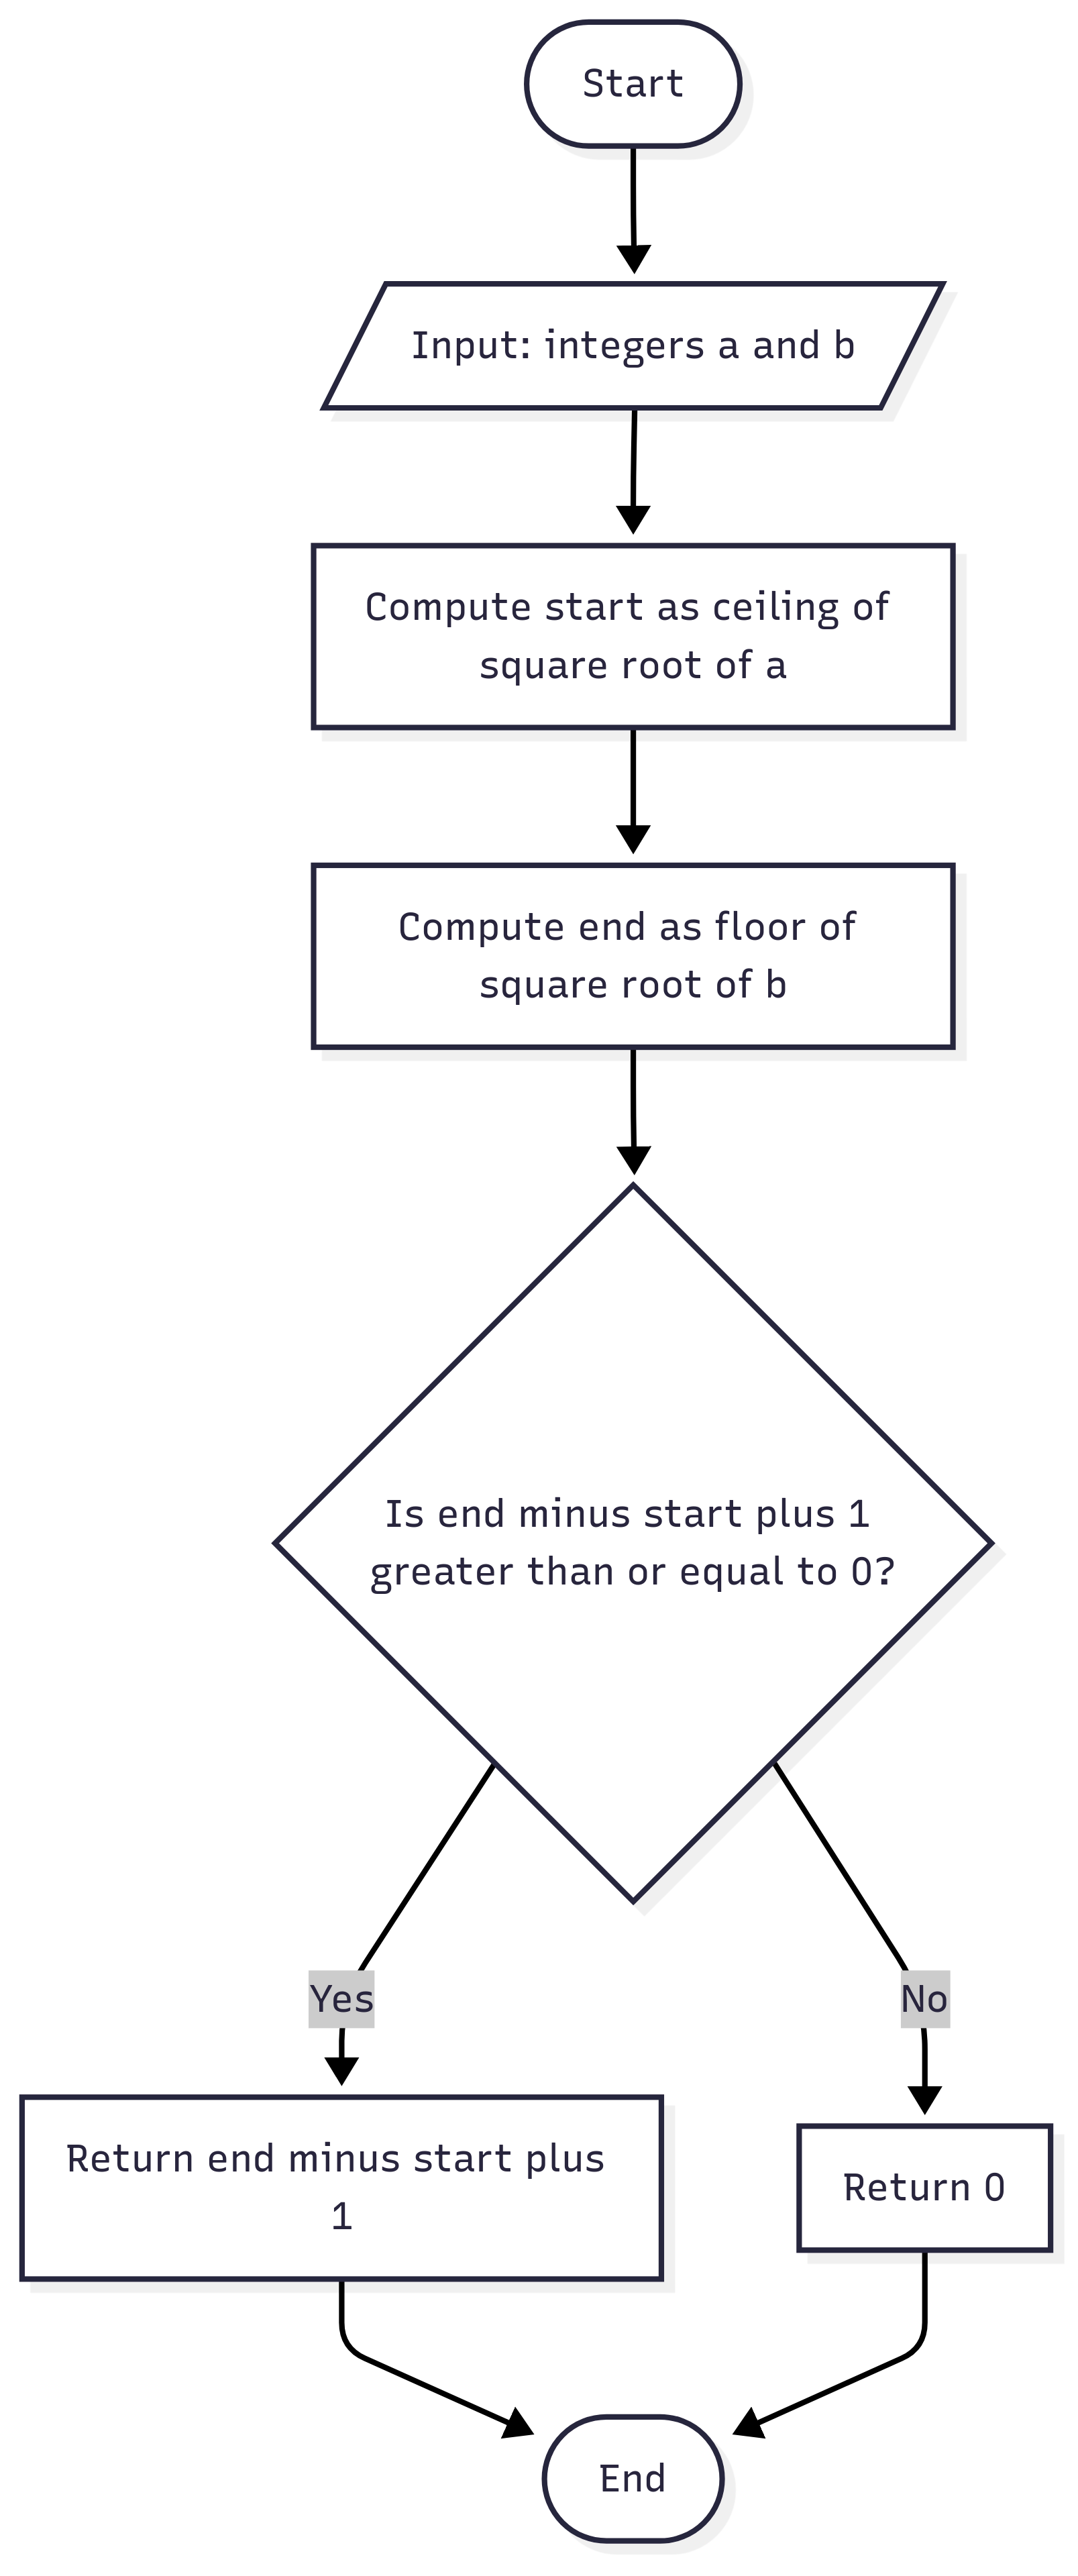 Start
Input: integers a and b
Compute start as ceiling of
square root of a
Compute end as floor of
square root of b
Is end minus start plus 1
greater than or equal to 0?
Yes
No
Return end minus start plus
1
Return 0
End